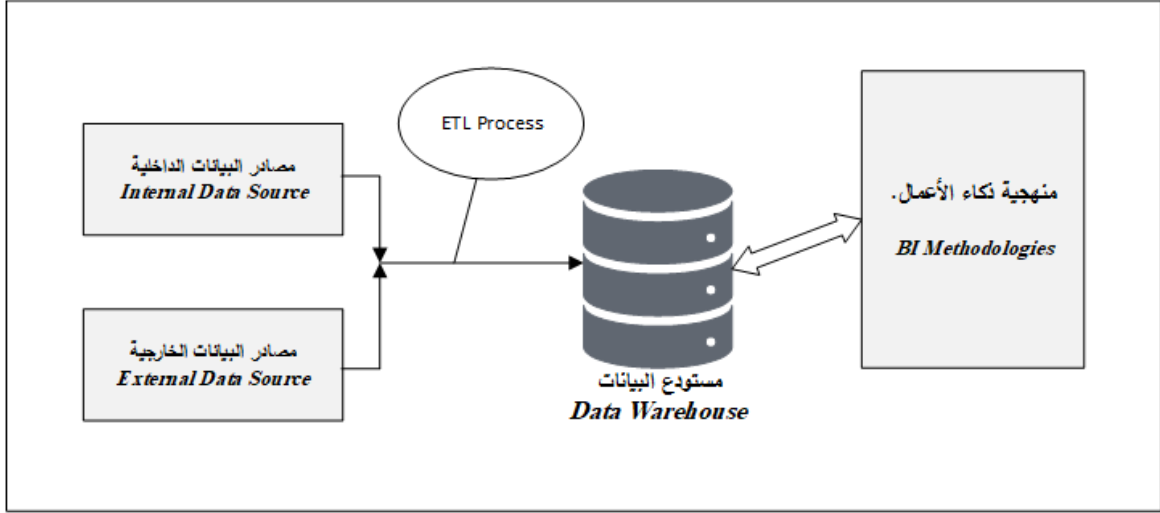 ETL Process
مصادر البيانات الداخلية
Internal Data Source
مصادر البيانات الخارجية
External Data Source
مستودع البيانات
Data Warehouse
منهجية ذكاء الأعمال.
BI Methodologies